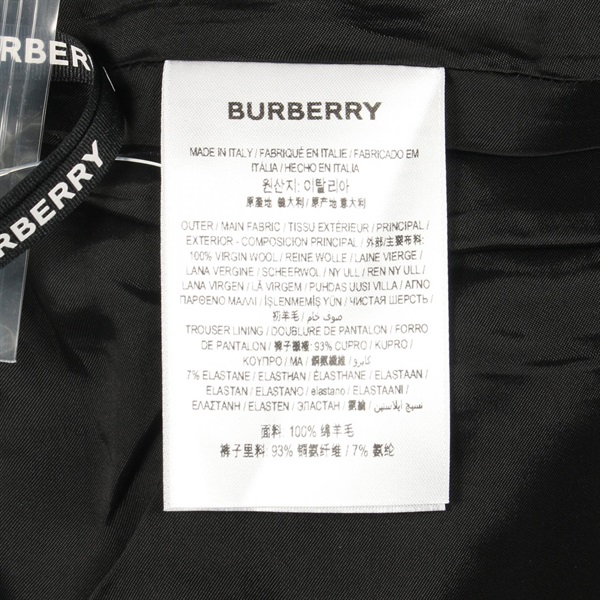 BURBERRY
BURBERRY
BURBERRY
MADE IN ITALY / FABRIQUÉ EN ITALIE / FABRICADO EM
ITÁLIA / HECHO EN ITALIA
원산지: 이탈리아
原產地: 義大利 / 原产地 意大利
OUTER / MAIN FABRIC / TISSU EXTÉRIEUR / PRINCIPAL /
EXTERIOR - COMPOSICIÓN PRINCIPAL / 外部/主要布料:
100% VIRGIN WOOL / REINE WOLLE / LAINE VIERGE /
LANA VERGINE / SCHEERWOL / NY ULL / REN NY ULL /
LANA VIRGEN / LÃ VIRGEM / PUHDAS UUSI VILLA / ΑΓΝΟ
ΠΑΡΘΕΝΟ ΜΑΛΛΙ / İŞLENMEMİŞ YÜN / ЧИСТАЯ ШЕРСТЬ /
初羊毛 / صوف خام /
TROUSER LINING / DOUBLURE DE PANTALON / FORRO
DE PANTALÓN / 褲子襯裡: 93% CUPRO / KUPRO /
ΚΟΥΠΡΟ / МА / 銅氨纖維 / كابرو /
7% ELASTANE / ELASTHAN / ÉLASTHANE / ELASTAAN /
ELASTAN / ELASTANO / elastano / ELASTAANI /
ΕΛΑΣΤΑΝΗ / ELASTEN / ЭЛАСТАН / 氨綸 / نسيج إيلاستين /
面料: 100% 绵羊毛
裤子里料: 93% 铜氨纤维 / 7% 氨纶